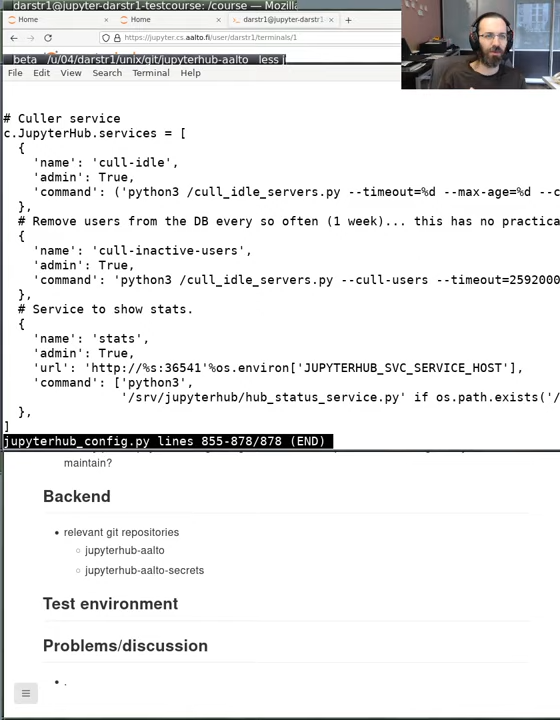 darstr1@jupyter-darstr1-testcourse: /course — Mozill
Home
Home
darstr1@jupyter-darstr1-
https://jupyter.cs.aalto.fi/user/darstr1/terminals/1
beta /u/04/darstr1/unix/git/jupyterhub-aalto less j
File Edit View Search Terminal Help
# Culler service
c.JupyterHub.services = [
{
'name': 'cull-idle',
'admin': True,
'command': ('python3 /cull_idle_servers.py --timeout=%d --max-age=%d --c
},
# Remove users from the DB every so often (1 week)... this has no practica
{
'name': 'cull-inactive-users',
'admin': True,
'command': 'python3 /cull_idle_servers.py --cull-users --timeout=2592000
},
# Service to show stats.
{
'name': 'stats',
'admin': True,
'url': 'http://%s:36541'%os.environ['JUPYTERHUB_SVC_SERVICE_HOST'],
'command': ['python3',
'/srv/jupyterhub/hub_status_service.py' if os.path.exists('/
},
]
jupyterhub_config.py lines 855-878/878 (END)
maintain?
Backend
• relevant git repositories
◦ jupyterhub-aalto
◦ jupyterhub-aalto-secrets
Test environment
Problems/discussion
• .